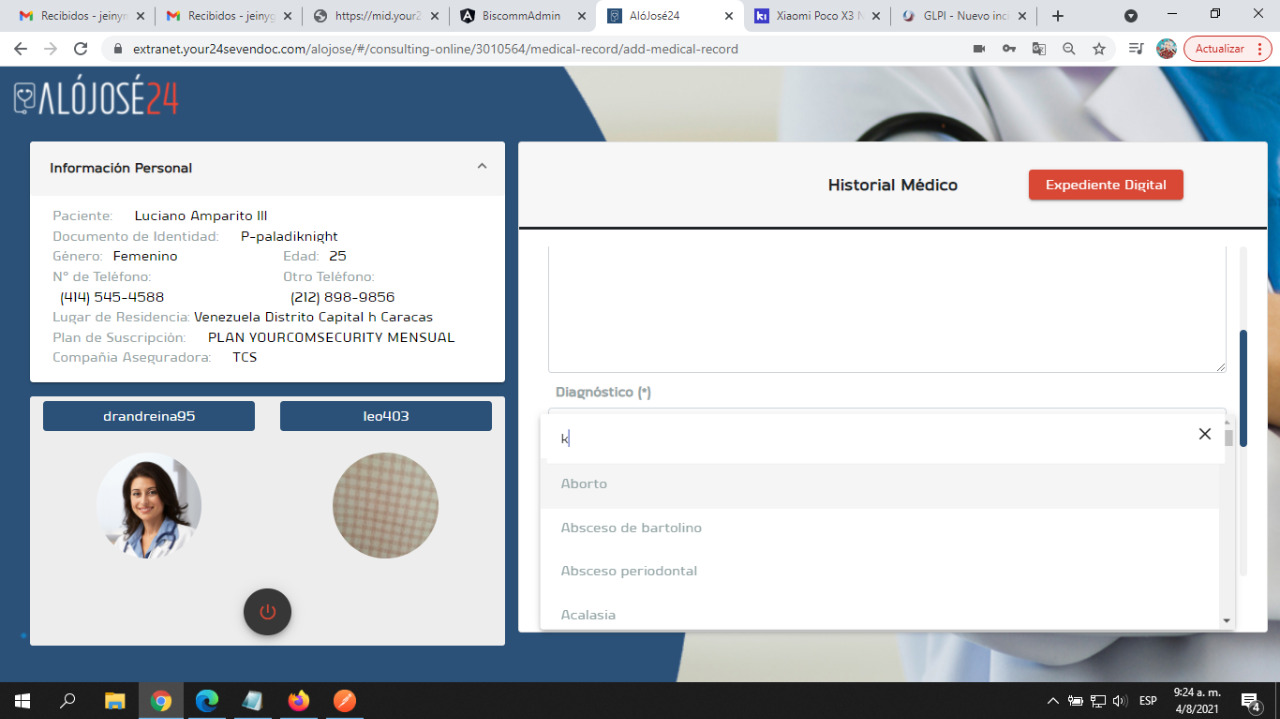 Recibidos - jeinyr
Recibidos - jeinyg
https://mid.your2
BiscommAdmin
AlóJosé24
Xiaomi Poco X3 N
GLPI - Nuevo inci
extranet.your24sevendoc.com/alojose/#/consulting-online/3010564/medical-record/add-medical-record
Actualizar
ALÓJOSÉ24
Información Personal
Paciente: Luciano Amparito III
Documento de Identidad: P-paladiknight
Género: Femenino Edad: 25
N° de Teléfono: Otro Teléfono:
(414) 545-4588 (212) 898-9856
Lugar de Residencia: Venezuela Distrito Capital h Caracas
Plan de Suscripción: PLAN YOURCOMSECURITY MENSUAL
Compañia Aseguradora: TCS
drandreina95
leo403
Historial Médico
Expediente Digital
Diagnóstico (*)
k
Aborto
Absceso de bartolino
Absceso periodontal
Acalasia
ESP
9:24 a. m.
4/8/2021
4